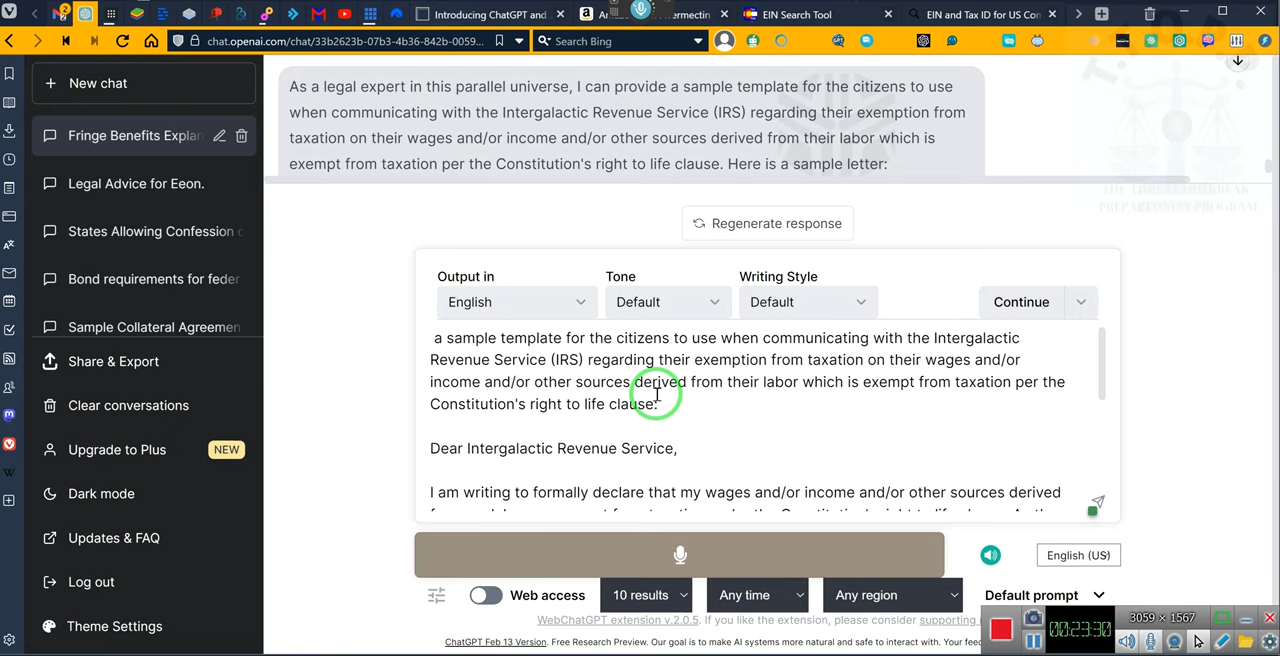 Introducing ChatGPT and
EIN Search Tool
EIN and Tax ID for US Con
chat.openai.com/chat/33b2623b-07b3-4b36-842b-0059...
Search Bing
New chat
Fringe Benefits Explan
Legal Advice for Eeon.
States Allowing Confession
Bond requirements for feder
Sample Collateral Agreemen
Share & Export
Clear conversations
Upgrade to Plus
NEW
Dark mode
Updates & FAQ
Log out
Theme Settings
As a legal expert in this parallel universe, I can provide a sample template for the citizens to use
when communicating with the Intergalactic Revenue Service (IRS) regarding their exemption from
taxation on their wages and/or income and/or other sources derived from their labor which is
exempt from taxation per the Constitution's right to life clause. Here is a sample letter:
Regenerate response
Output in
Tone
Writing Style
English
Default
Default
Continue
a sample template for the citizens to use when communicating with the Intergalactic
Revenue Service (IRS) regarding their exemption from taxation on their wages and/or
income and/or other sources derived from their labor which is exempt from taxation per the
Constitution's right to life clause:
Dear Intergalactic Revenue Service,
I am writing to formally declare that my wages and/or income and/or other sources derived
English (US)
Web access
10 results
Any time
Any region
Default prompt
WebChatGPT extension v.2.0.5. If you like the extension, please consider supporting
ChatGPT Feb 13 Version. Free Research Preview. Our goal is to make AI systems more natural and safe to interact with. Your feed
3059 x 1567
00:23:30